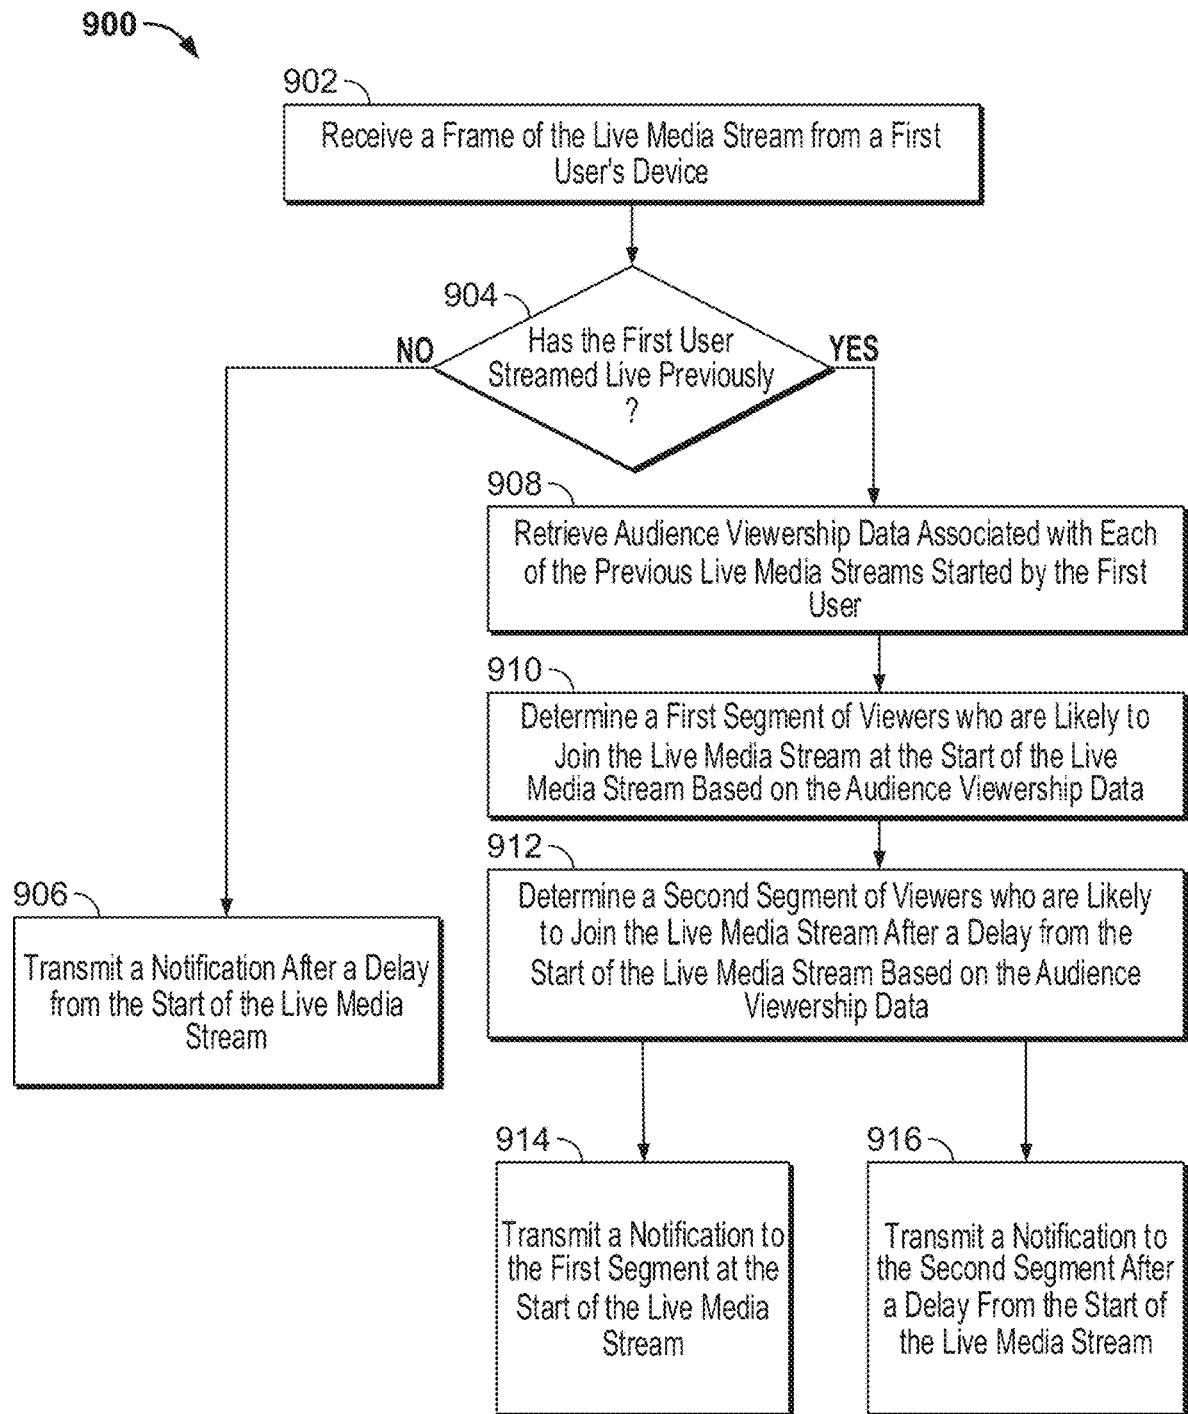 900
902
Receive a Frame of the Live Media Stream from a First
User's Device
904
NO
Has the First User
Streamed Live Previously
?
YES
908
Retrieve Audience Viewership Data Associated with Each
of the Previous Live Media Streams Started by the First
User
910
Determine a First Segment of Viewers who are Likely to
Join the Live Media Stream at the Start of the Live
Media Stream Based on the Audience Viewership Data
912
Determine a Second Segment of Viewers who are Likely
to Join the Live Media Stream After a Delay from the
Start of the Live Media Stream Based on the Audience
Viewership Data
906
Transmit a Notification After a Delay
from the Start of the Live Media
Stream
914
Transmit a Notification to
the First Segment at the
Start of the Live Media
Stream
916
Transmit a Notification to
the Second Segment After
a Delay From the Start of
the Live Media Stream